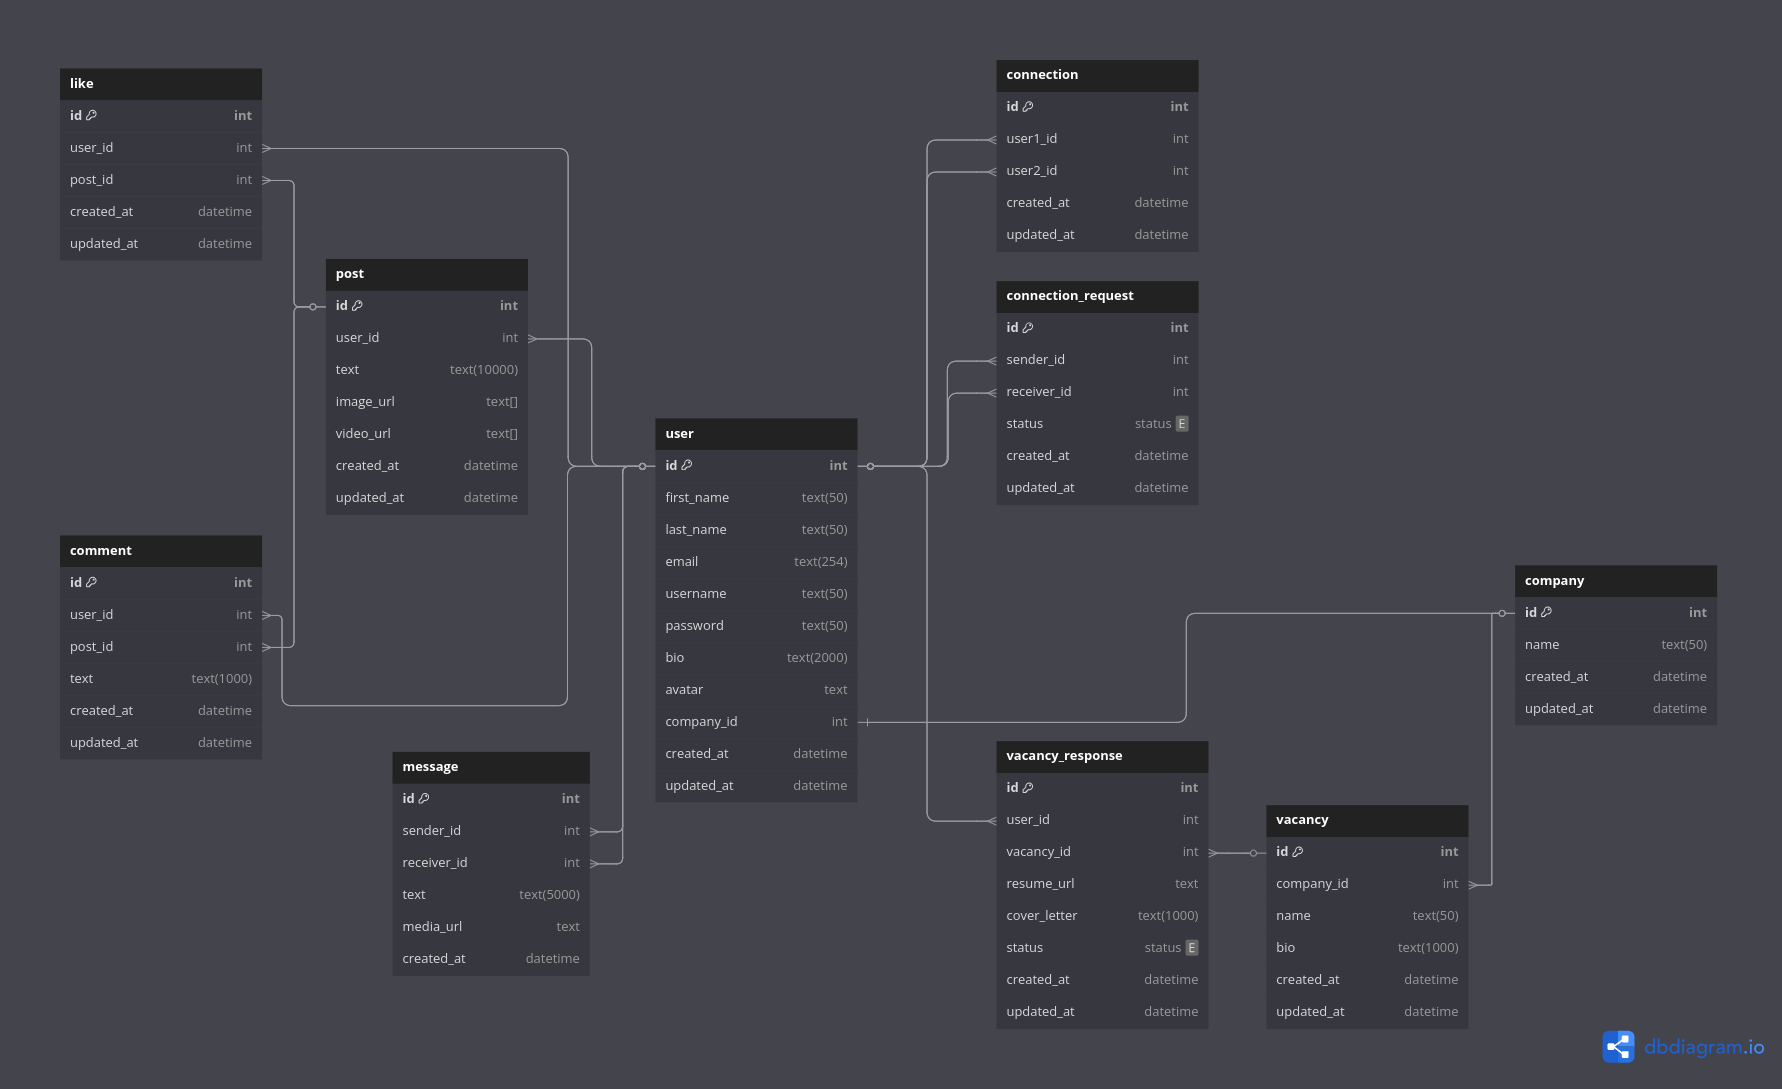 like
id int
user_id int
post_id int
created_at datetime
updated_at datetime
post
id int
user_id int
text text(10000)
image_url text[]
video_url text[]
created_at datetime
updated_at datetime
comment
id int
user_id int
post_id int
text text(1000)
created_at datetime
updated_at datetime
message
id int
sender_id int
receiver_id int
text text(5000)
media_url text
created_at datetime
user
id int
first_name text(50)
last_name text(50)
email text(254)
username text(50)
password text(50)
bio text(2000)
avatar text
company_id int
created_at datetime
updated_at datetime
connection
id int
user1_id int
user2_id int
created_at datetime
updated_at datetime
connection_request
id int
sender_id int
receiver_id int
status status E
created_at datetime
updated_at datetime
vacancy_response
id int
user_id int
vacancy_id int
resume_url text
cover_letter text(1000)
status status E
created_at datetime
updated_at datetime
vacancy
id int
company_id int
name text(50)
bio text(1000)
created_at datetime
updated_at datetime
company
id int
name text(50)
created_at datetime
updated_at datetime
dbdiagram.io